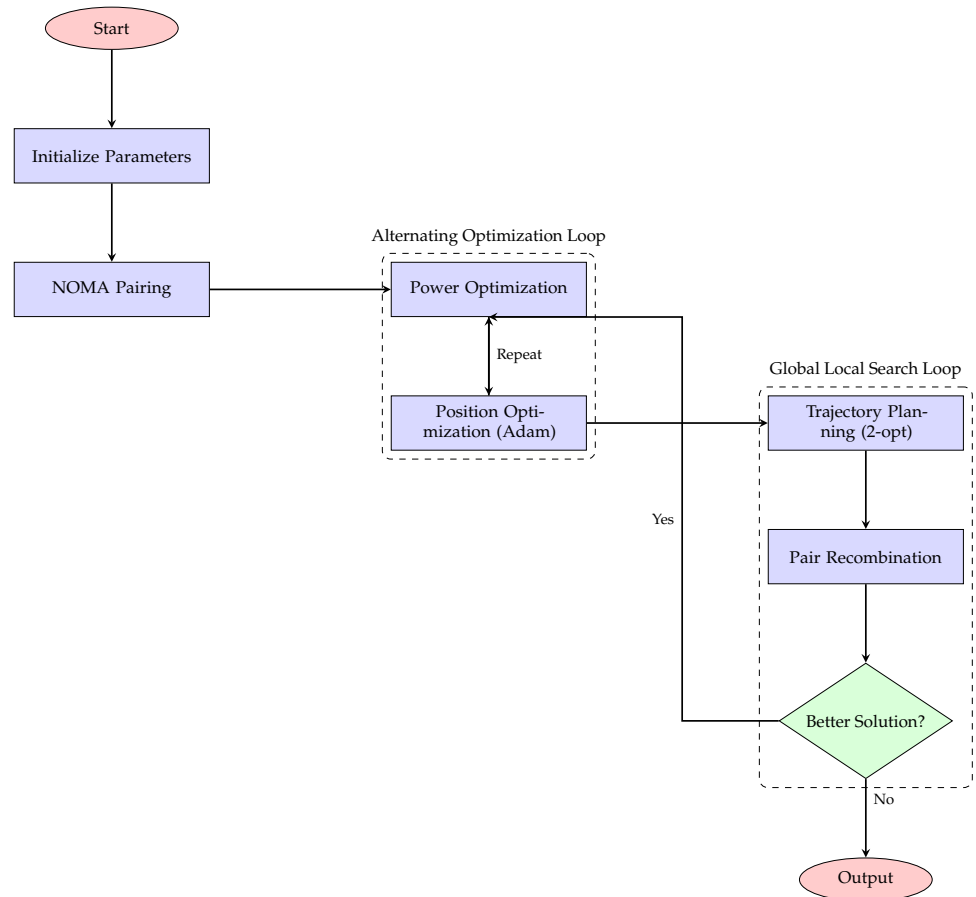 Start
Initialize Parameters
NOMA Pairing
Alternating Optimization Loop
Power Optimization
Repeat
Position Opti-
mization (Adam)
Global Local Search Loop
Trajectory Plan-
ning (2-opt)
Yes
Pair Recombination
Better Solution?
No
Output